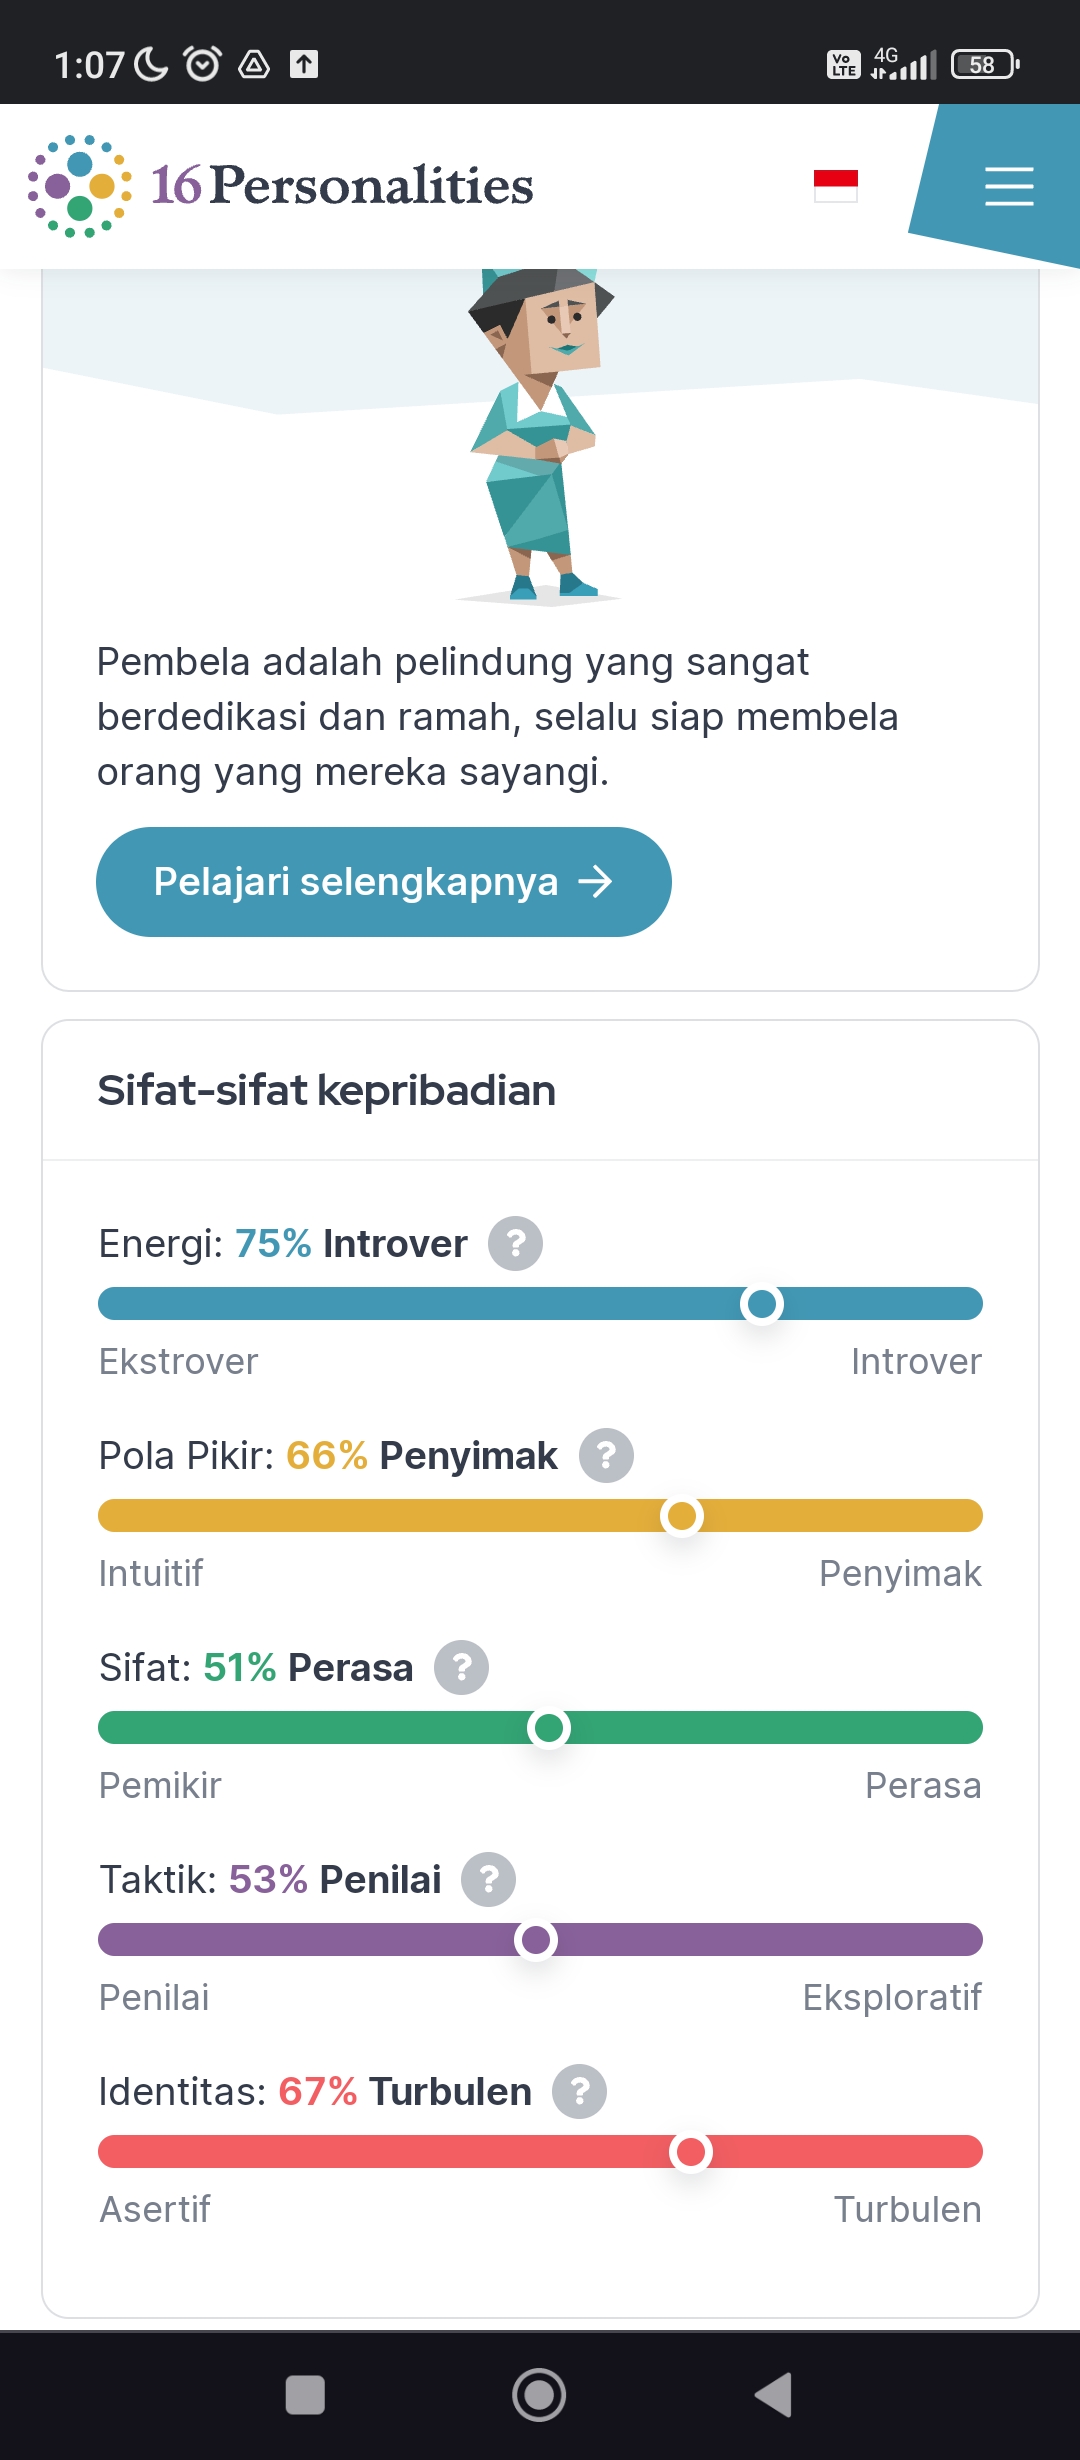 1:07
Vo LTE 4G 58
16Personalities
Pembela adalah pelindung yang sangat
berdedikasi dan ramah, selalu siap membela
orang yang mereka sayangi.
Pelajari selengkapnya →
Sifat-sifat kepribadian
Energi: 75% Introver ?
Ekstrover Introver
Pola Pikir: 66% Penyimak ?
Intuitif Penyimak
Sifat: 51% Perasa ?
Pemikir Perasa
Taktik: 53% Penilai ?
Penilai Eksploratif
Identitas: 67% Turbulen ?
Asertif Turbulen